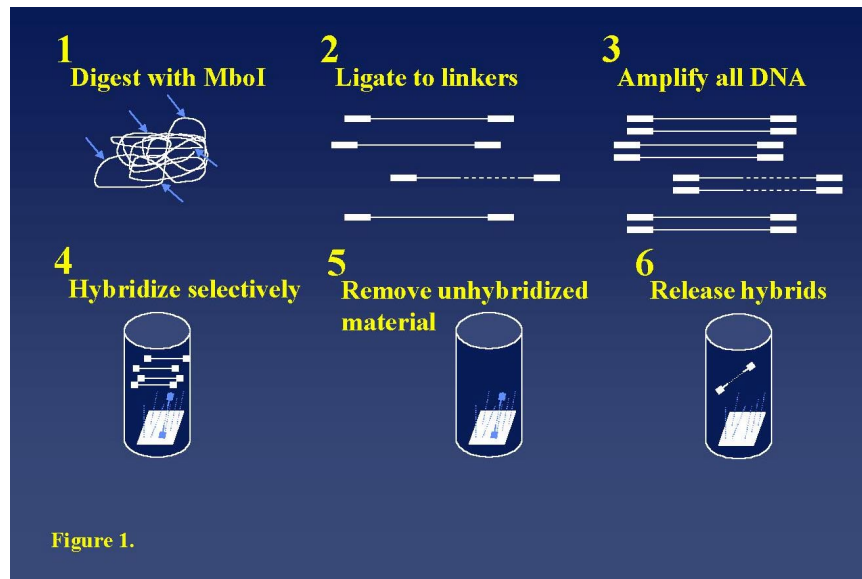 1
Digest with MboI
2
Ligate to linkers
3
Amplify all DNA
4
Hybridize selectively
5
Remove unhybridized
material
6
Release hybrids
Figure 1.